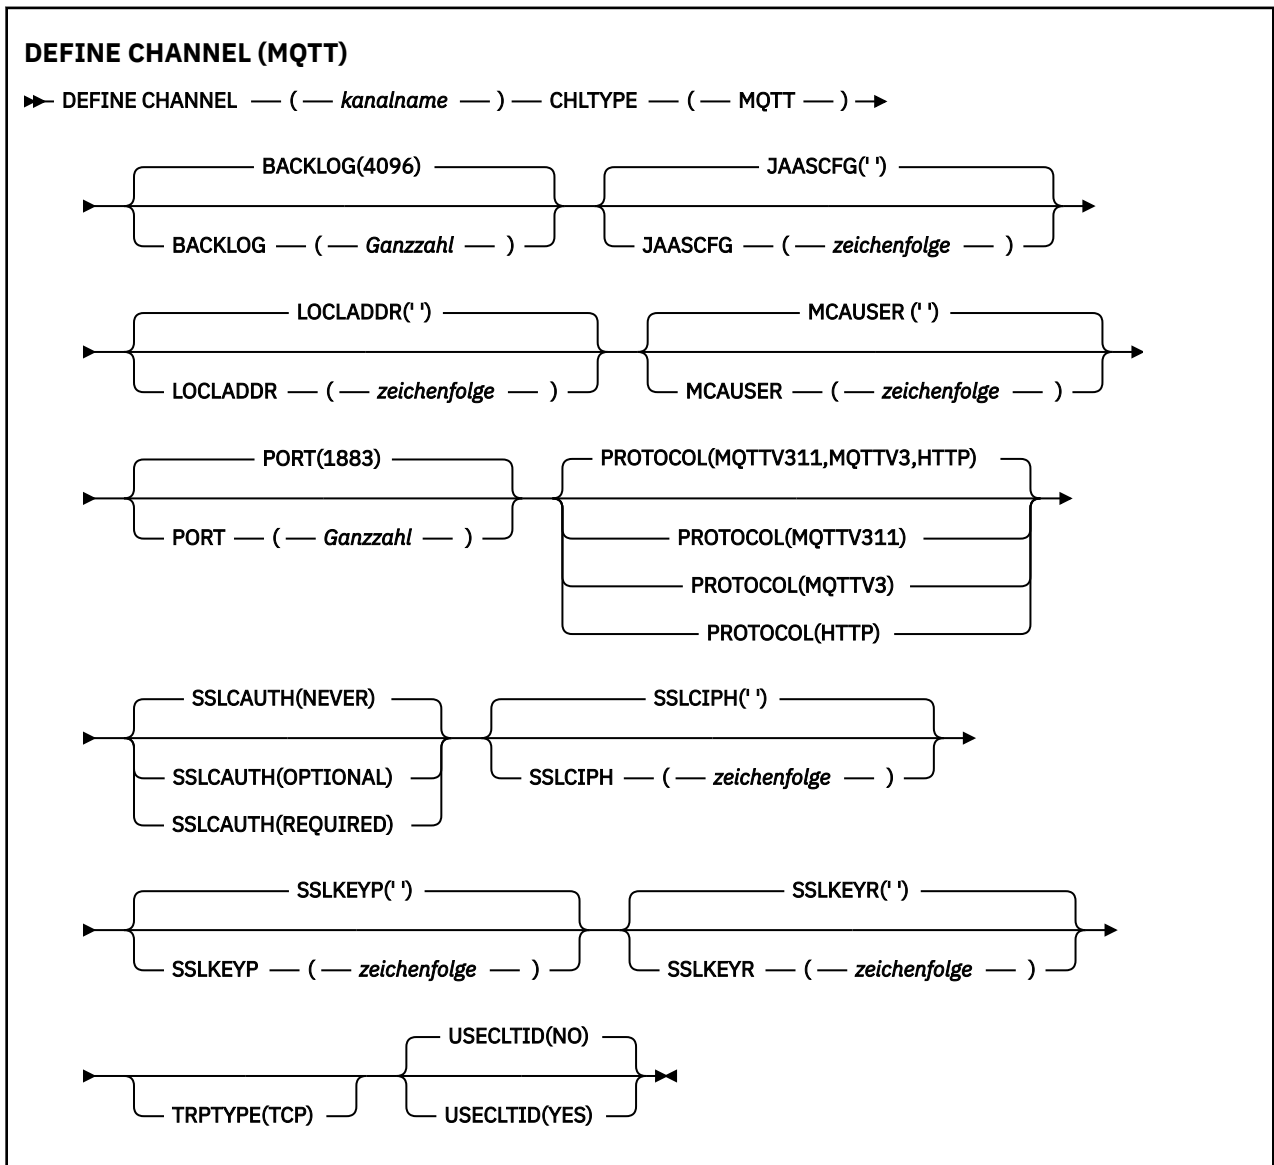 DEFINE CHANNEL (MQTT)
DEFINE CHANNEL ( kanalname ) CHLTYPE ( MQTT )
BACKLOG(4096) JAASCFG(' ')
BACKLOG ( Ganzzahl ) JAASCFG ( zeichenfolge )
LOCLADDR(' ') MCAUSER (' ')
LOCLADDR ( zeichenfolge ) MCAUSER ( zeichenfolge )
PORT(1883) PROTOCOL(MQTTV311,MQTTV3,HTTP)
PORT ( Ganzzahl ) PROTOCOL(MQTTV311)
PROTOCOL(MQTTV3)
PROTOCOL(HTTP)
SSLCAUTH(NEVER) SSLCIPH(' ')
SSLCAUTH(OPTIONAL) SSLCIPH ( zeichenfolge )
SSLCAUTH(REQUIRED)
SSLKEYP(' ') SSLKEYR(' ')
SSLKEYP ( zeichenfolge ) SSLKEYR ( zeichenfolge )
USECLTID(NO)
TRPTYPE(TCP) USECLTID(YES)